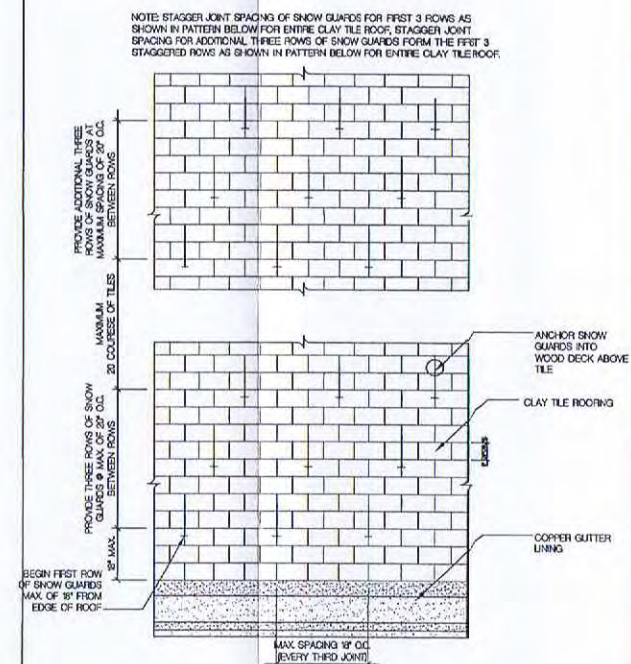 NOTE: STAGGER JOINT SPACING OF SNOW GUARDS FOR FIRST 3 ROWS AS
SHOWN IN PATTERN BELOW FOR ENTIRE CLAY TILE ROOF, STAGGER JOINT
SPACING FOR ADDITIONAL THREE ROWS OF SNOW GUARDS FORM THE FIRST 3
STAGGERED ROWS AS SHOWN IN PATTERN BELOW FOR ENTIRE CLAY TILE ROOF.
PROVIDE ADDITIONAL THREE
ROWS OF SNOW GUARDS AT
MAXIMUM SPACING OF 20" O.C.
BETWEEN ROWS
MAXIMUM
20 COURESE OF TILES
PROVIDE THREE ROWS OF SNOW
GUARDS @ MAX. OF 20" O.C.
BETWEEN ROWS
18" MAX.
ANCHOR SNOW
GUARDS INTO
WOOD DECK ABOVE
TILE
CLAY TILE ROOFING
COPPER GUTTER
LINING
BEGIN FIRST ROW
OF SNOW GUARDS
MAX. OF 18" FROM
EDGE OF ROOF
MAX. SPACING 18" O.C.
(EVERY THIRD JOINT)